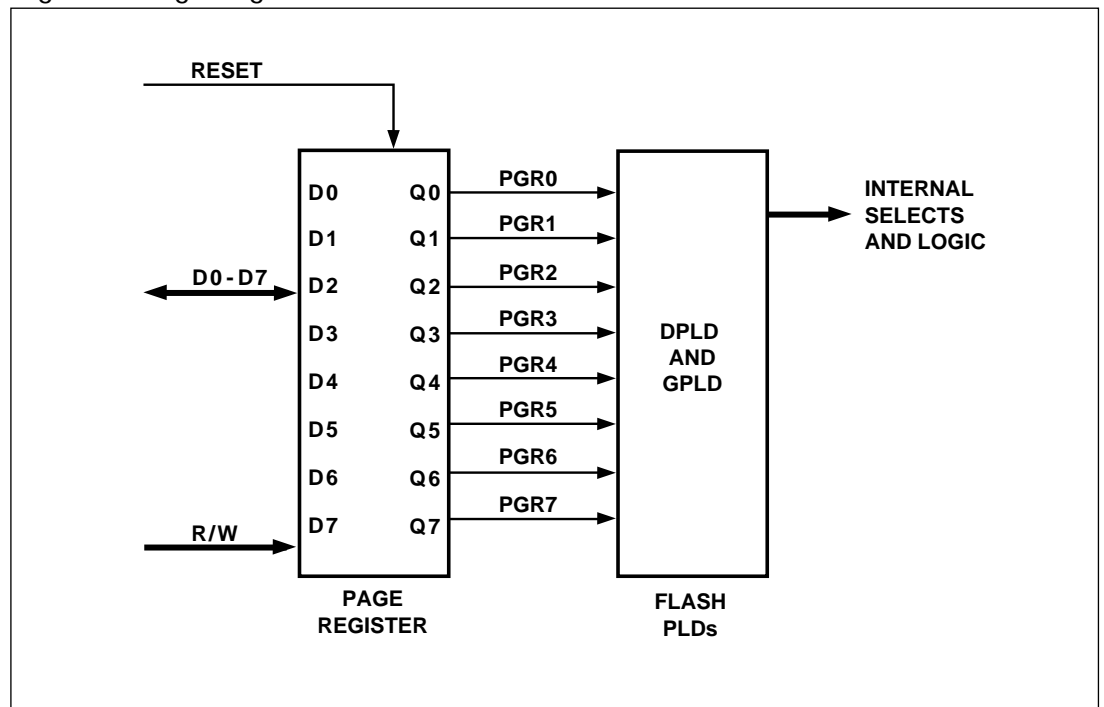 RESET
D0 Q0 PGR0
D1 Q1 PGR1
D0-D7 D2 Q2 PGR2
D3 Q3 PGR3
D4 Q4 PGR4
D5 Q5 PGR5
D6 Q6 PGR6
R/W D7 Q7 PGR7
PAGE
REGISTER
DPLD
AND
GPLD
FLASH
PLDs
INTERNAL
SELECTS
AND LOGIC